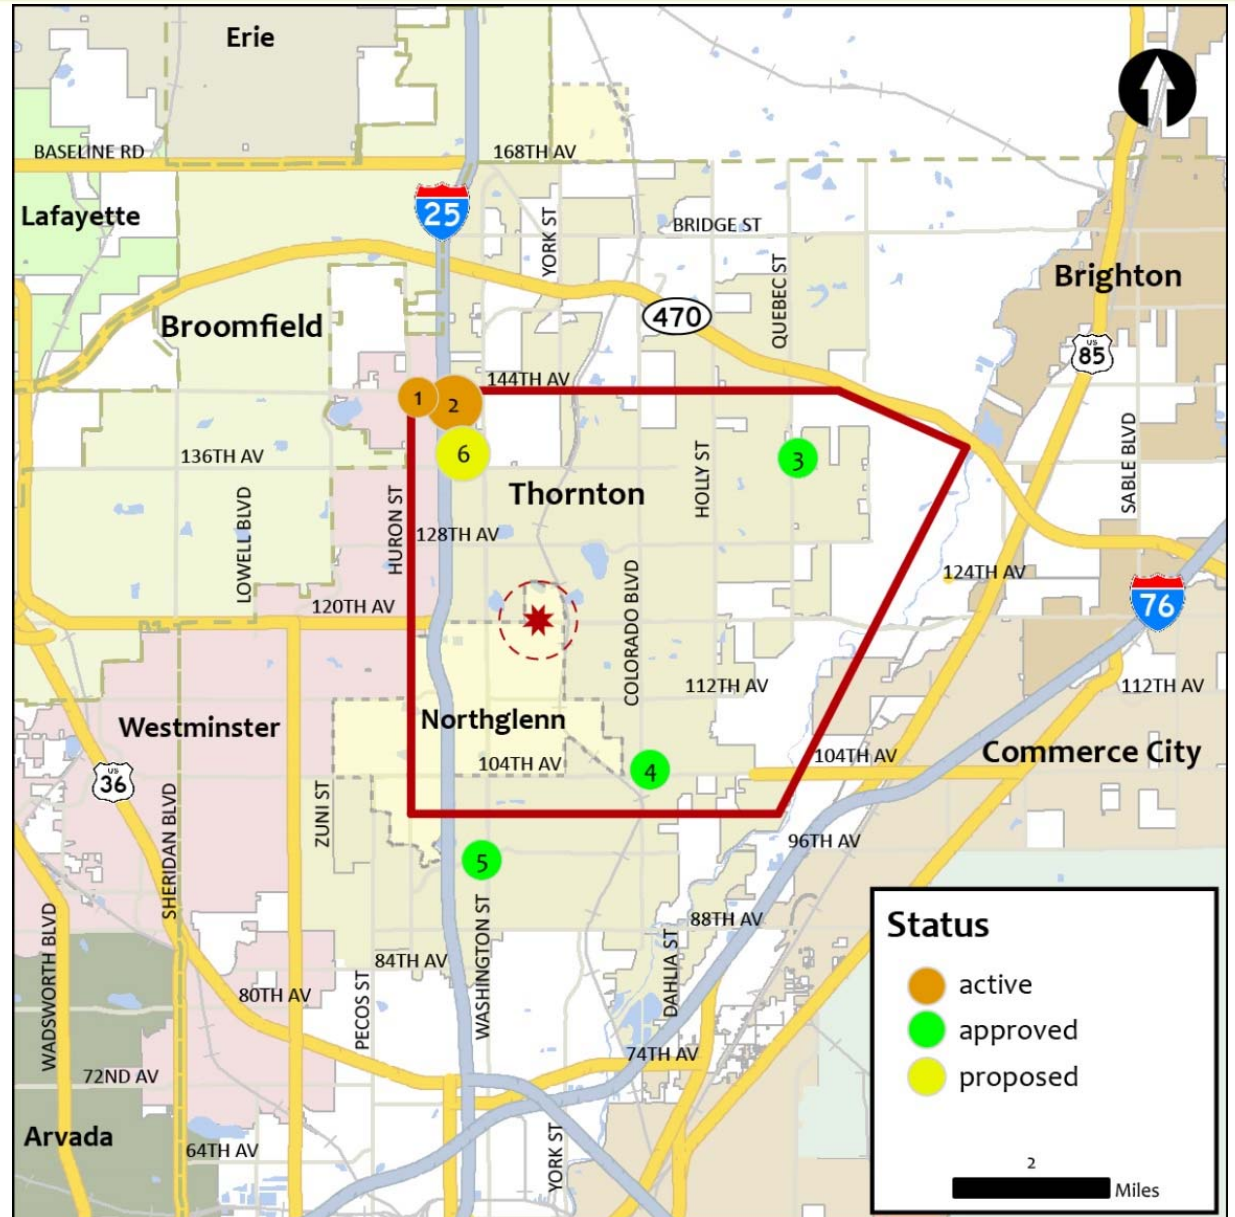 Erie
BASELINE RD
168TH AV
Lafayette
25
YORK ST
BRIDGE ST
QUEBEC ST
Brighton
Broomfield
470
US
85
144TH AV
1
2
6
3
136TH AV
HOLLY ST
SABLE BLVD
Thornton
LOWELL BLVD
HURON ST
128TH AV
124TH AV
76
120TH AV
COLORADO BLVD
112TH AV
112TH AV
Westminster
Northglenn
104TH AV
104TH AV
Commerce City
US
36
4
ZUNI ST
SHERIDAN BLVD
96TH AV
5
Status
WADSWORTH BLVD
WASHINGTON ST
88TH AV
DAHLIA ST
84TH AV
active
80TH AV
PECOS ST
approved
74TH AV
proposed
72ND AV
Arvada
64TH AV
YORK ST
2
Miles